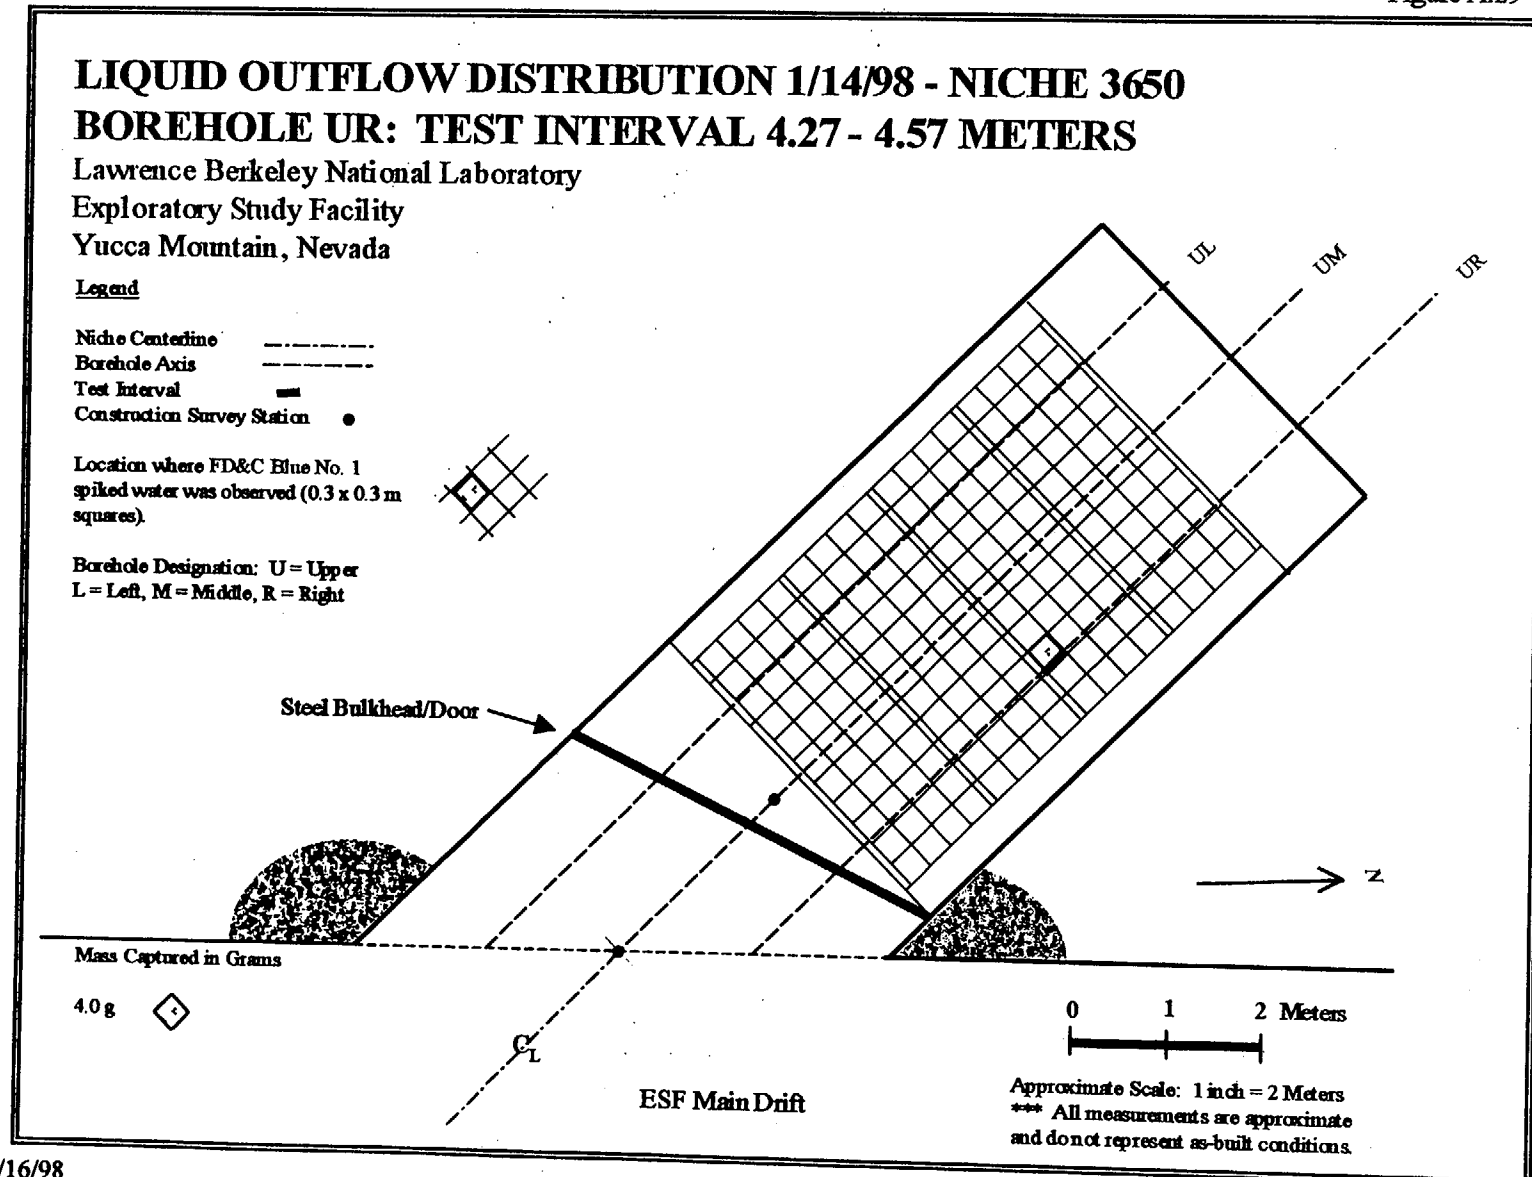 LIQUID OUTFLOW DISTRIBUTION 1/14/98 - NICHE 3650
BOREHOLE UR: TEST INTERVAL 4.27 - 4.57 METERS
Lawrence Berkeley National Laboratory
Exploratory Study Facility
Yucca Mountain, Nevada
Legend
Niche Centerline
Borehole Axis
Test Interval
Construction Survey Station
Location where FD&C Blue No. 1
spiked water was observed (0.3 x 0.3 m
squares).
Borehole Designation: U = Upper
L = Left, M = Middle, R = Right
UL
UM
UR
Steel Bulkhead/Door
N
Mass Captured in Grams
4.0 g
CL
ESF Main Drift
0 1 2 Meters
Approximate Scale: 1 inch = 2 Meters
*** All measurements are approximate
and do not represent as-built conditions.
/16/98